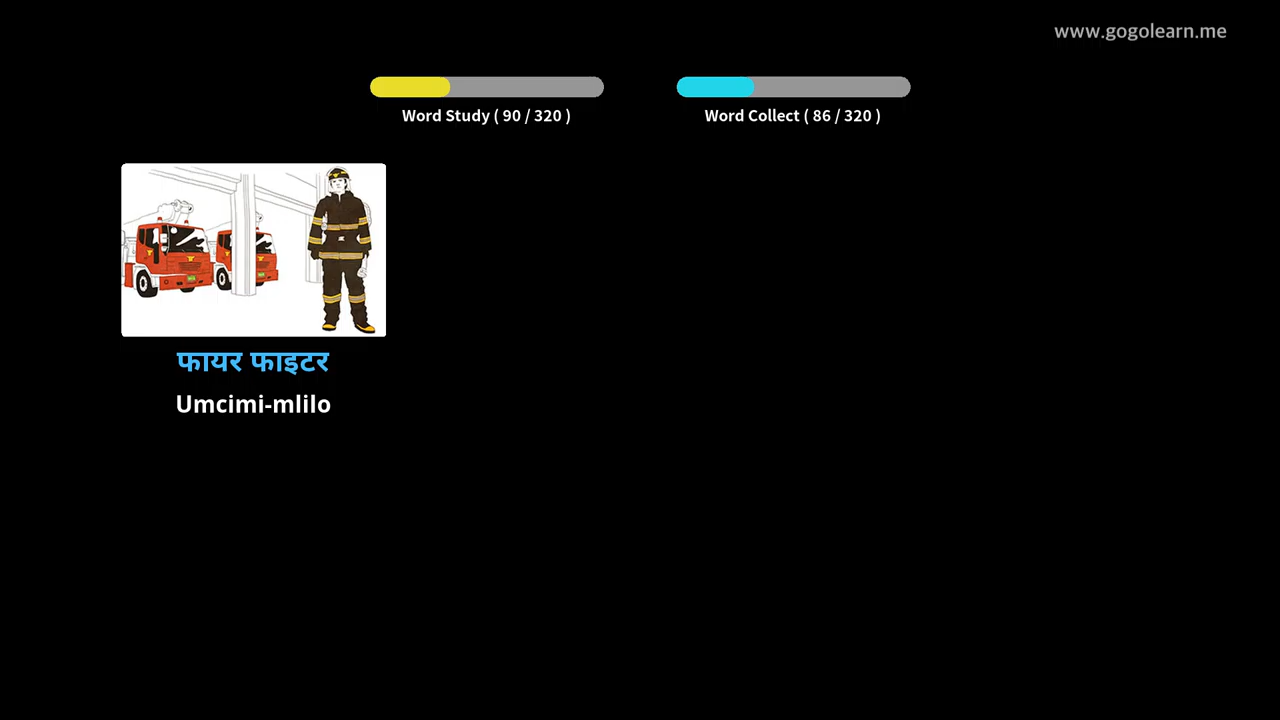 www.gogolearn.me
Word Study ( 90 / 320 )
Word Collect ( 86 / 320 )
फायर फाइटर
Umcimi-mlilo